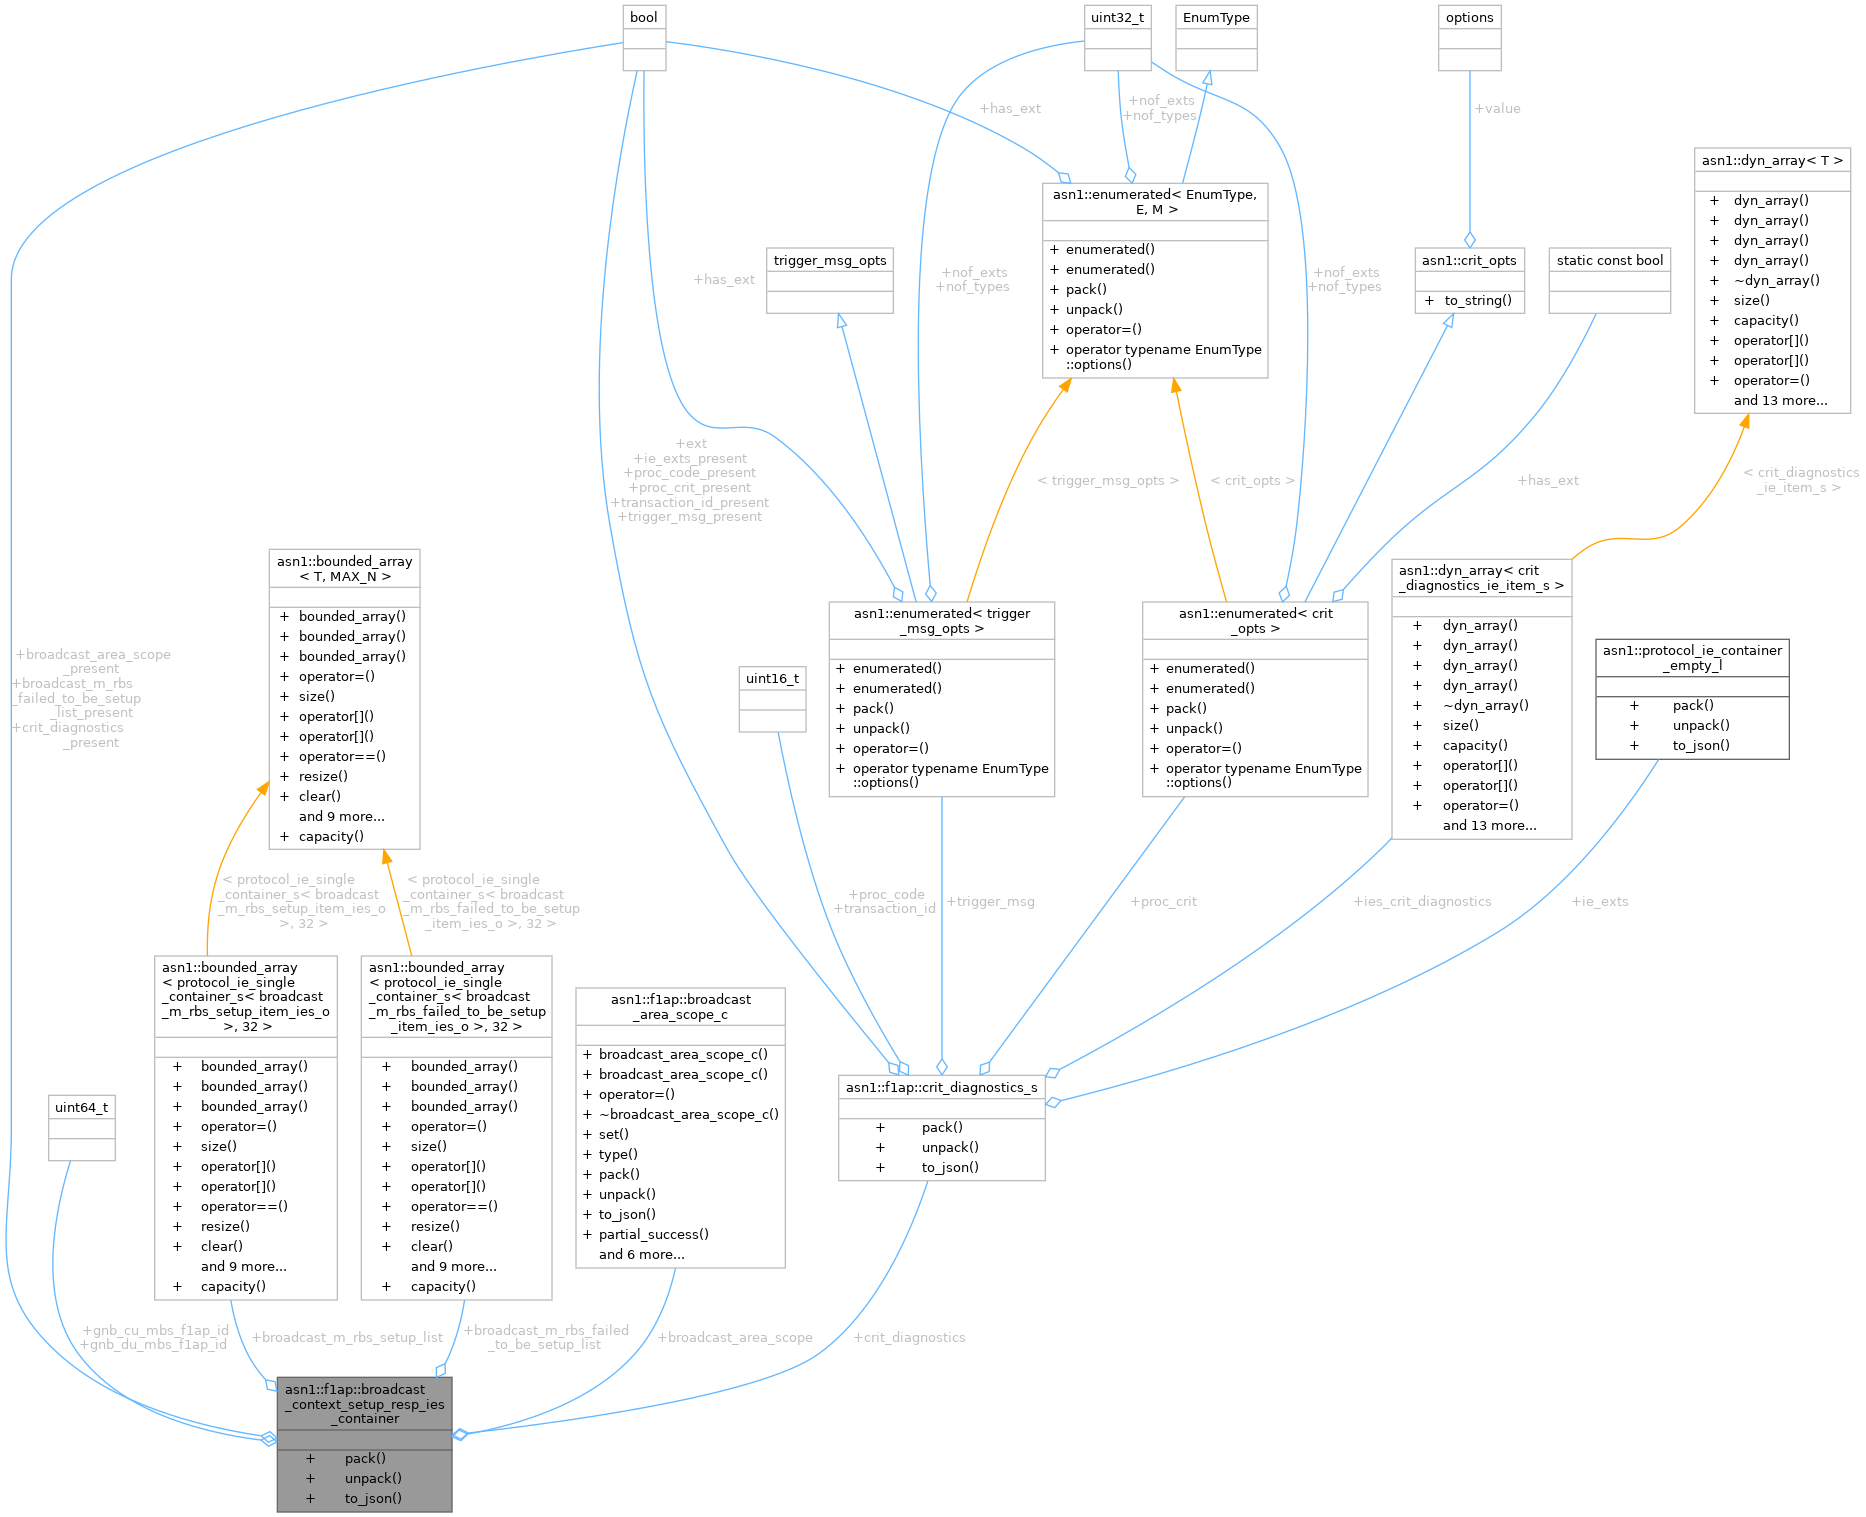 bool
uint32_t
EnumType
options
+has_ext
+nof_exts
+nof_types
+value
asn1::dyn_array< T >
+ dyn_array()
+ dyn_array()
+ dyn_array()
+ dyn_array()
+ ~dyn_array()
+ size()
+ capacity()
+ operator[]()
+ operator[]()
+ operator=()
and 13 more...
asn1::enumerated< EnumType,
E, M >
+ enumerated()
+ enumerated()
+ pack()
+ unpack()
+ operator=()
+ operator typename EnumType
::options()
trigger_msg_opts
asn1::crit_opts
+ to_string()
static const bool
+has_ext
+nof_exts
+nof_types
+nof_exts
+nof_types
+ext
+ie_exts_present
+proc_code_present
+proc_crit_present
+transaction_id_present
+trigger_msg_present
< trigger_msg_opts >
< crit_opts >
+has_ext
< crit_diagnostics
_ie_item_s >
asn1::bounded_array
< T, MAX_N >
+ bounded_array()
+ bounded_array()
+ bounded_array()
+ operator=()
+ size()
+ operator[]()
+ operator[]()
+ operator==()
+ resize()
+ clear()
and 9 more...
+ capacity()
asn1::enumerated< trigger
_msg_opts >
+ enumerated()
+ enumerated()
+ pack()
+ unpack()
+ operator=()
+ operator typename EnumType
::options()
asn1::enumerated< crit
_opts >
+ enumerated()
+ enumerated()
+ pack()
+ unpack()
+ operator=()
+ operator typename EnumType
::options()
asn1::dyn_array< crit
_diagnostics_ie_item_s >
+ dyn_array()
+ dyn_array()
+ dyn_array()
+ dyn_array()
+ ~dyn_array()
+ size()
+ capacity()
+ operator[]()
+ operator[]()
+ operator=()
and 13 more...
asn1::protocol_ie_container
_empty_l
+ pack()
+ unpack()
+ to_json()
uint16_t
+broadcast_area_scope
_present
+broadcast_m_rbs
_failed_to_be_setup
_list_present
+crit_diagnostics
_present
< protocol_ie_single
_container_s< broadcast
_m_rbs_setup_item_ies_o
>, 32 >
< protocol_ie_single
_container_s< broadcast
_m_rbs_failed_to_be_setup
_item_ies_o >, 32 >
+proc_code
+transaction_id
+trigger_msg
+proc_crit
+ies_crit_diagnostics
+ie_exts
asn1::bounded_array
< protocol_ie_single
_container_s< broadcast
_m_rbs_setup_item_ies_o
>, 32 >
+ bounded_array()
+ bounded_array()
+ bounded_array()
+ operator=()
+ size()
+ operator[]()
+ operator[]()
+ operator==()
+ resize()
+ clear()
and 9 more...
+ capacity()
asn1::bounded_array
< protocol_ie_single
_container_s< broadcast
_m_rbs_failed_to_be_setup
_item_ies_o >, 32 >
+ bounded_array()
+ bounded_array()
+ bounded_array()
+ operator=()
+ size()
+ operator[]()
+ operator[]()
+ operator==()
+ resize()
+ clear()
and 9 more...
+ capacity()
asn1::f1ap::broadcast
_area_scope_c
+ broadcast_area_scope_c()
+ broadcast_area_scope_c()
+ operator=()
+ ~broadcast_area_scope_c()
+ set()
+ type()
+ pack()
+ unpack()
+ to_json()
+ partial_success()
and 6 more...
asn1::f1ap::crit_diagnostics_s
+ pack()
+ unpack()
+ to_json()
uint64_t
+gnb_cu_mbs_f1ap_id
+gnb_du_mbs_f1ap_id
+broadcast_m_rbs_setup_list
+broadcast_m_rbs_failed
_to_be_setup_list
+broadcast_area_scope
+crit_diagnostics
asn1::f1ap::broadcast
_context_setup_resp_ies
_container
+ pack()
+ unpack()
+ to_json()